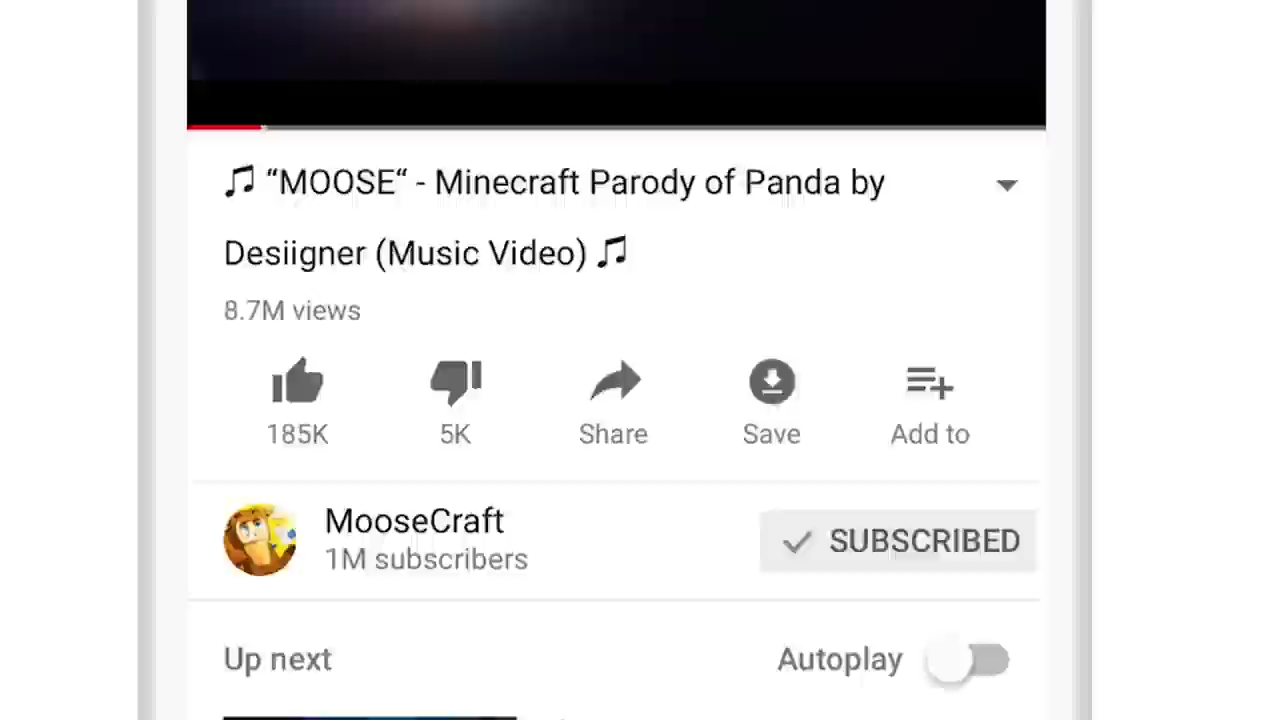 ♫ “MOOSE“ - Minecraft Parody of Panda by
Desiigner (Music Video) ♫
8.7M views
185K 5K Share Save Add to
MooseCraft
1M subscribers
SUBSCRIBED
Up next Autoplay